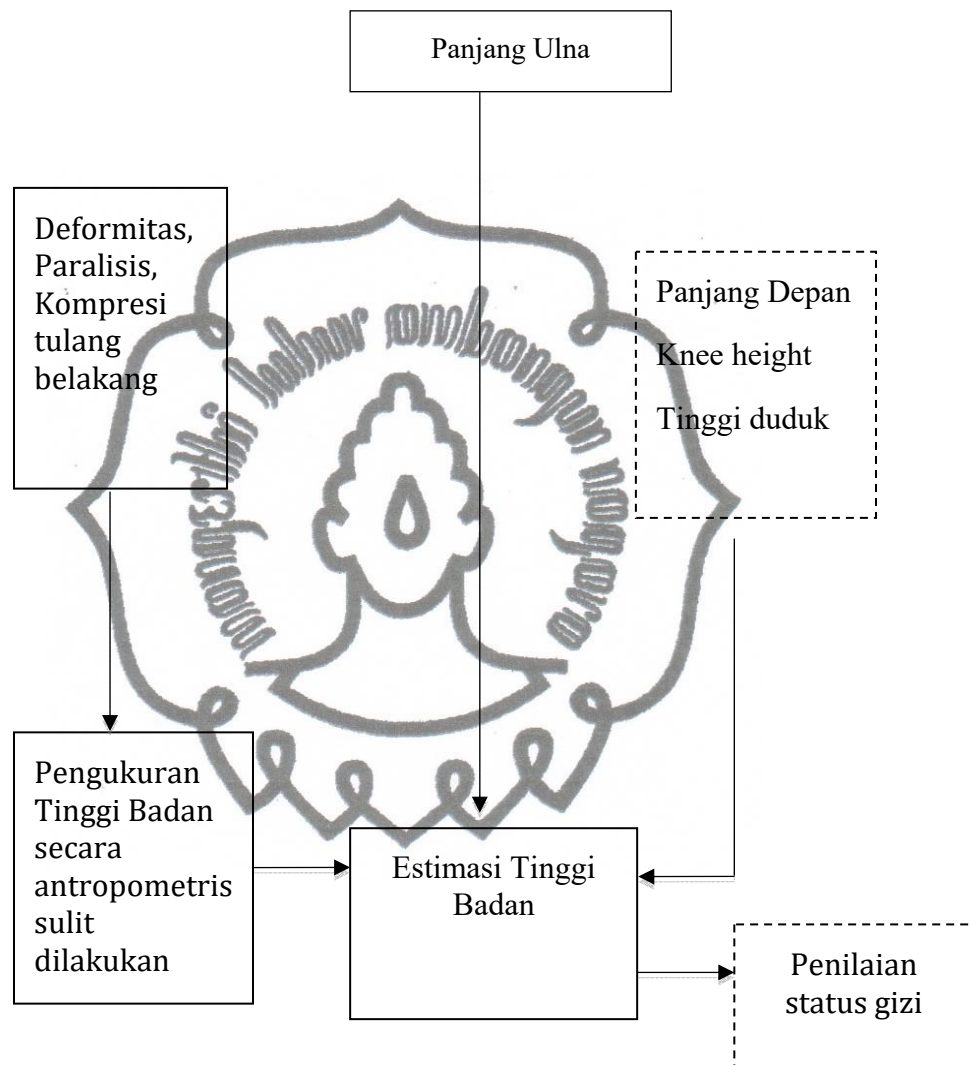 Panjang Ulna
Deformitas,
Paralisis,
Kompresi
tulang
belakang
Panjang Depan
Knee height
Tinggi duduk
Pengukuran
Tinggi Badan
secara
antropometris
sulit
dilakukan
Estimasi Tinggi
Badan
Penilaian
status gizi